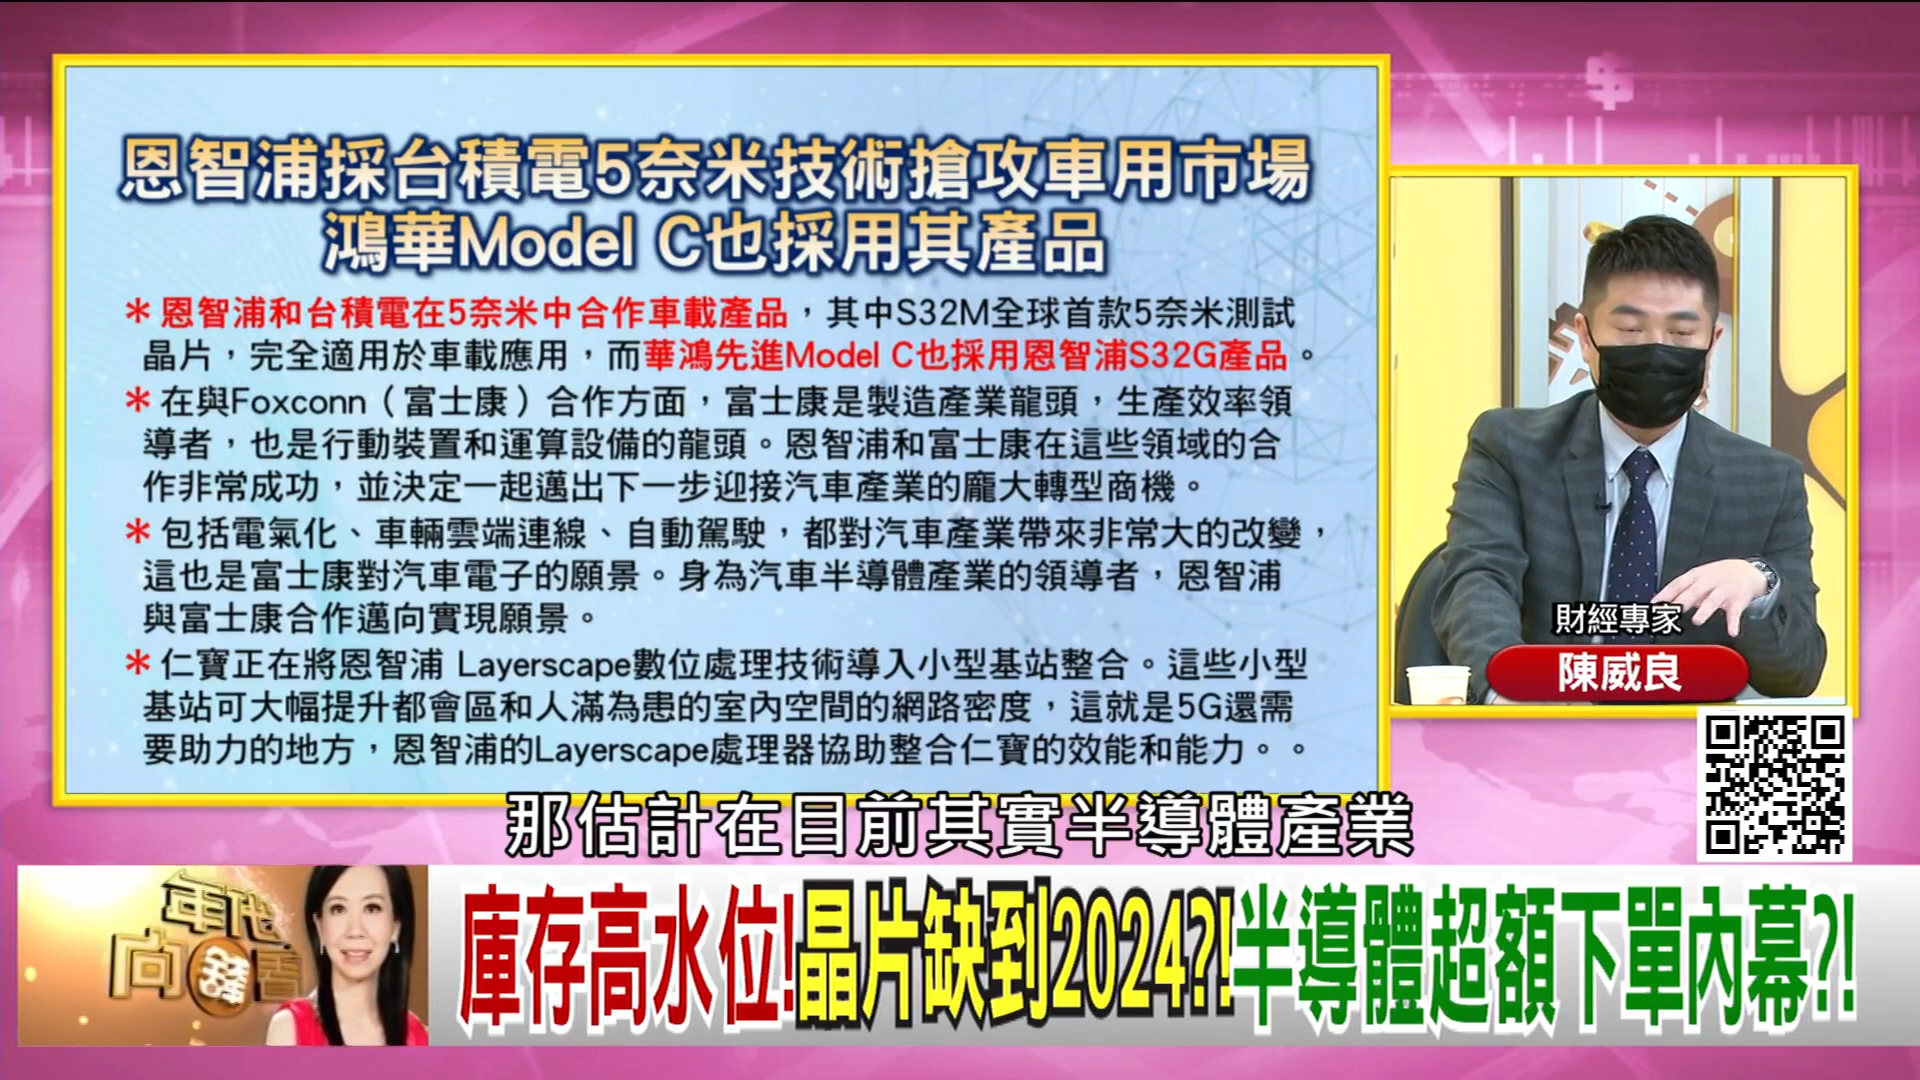 恩智浦採台積電5奈米技術搶攻車用市場
鴻華Model C也採用其產品
＊恩智浦和台積電在5奈米中合作車載產品，其中S32M全球首款5奈米測試
晶片，完全適用於車載應用，而華鴻先進Model C也採用恩智浦S32G產品。
＊在與Foxconn（富士康）合作方面，富士康是製造產業龍頭，生產效率領
導者，也是行動裝置和運算設備的龍頭。恩智浦和富士康在這些領域的合
作非常成功，並決定一起邁出下一步迎接汽車產業的龐大轉型商機。
＊包括電氣化、車輛雲端連線、自動駕駛，都對汽車產業帶來非常大的改變，
這也是富士康對汽車電子的願景。身為汽車半導體產業的領導者，恩智浦
與富士康合作邁向實現願景。
＊仁寶正在將恩智浦 Layerscape數位處理技術導入小型基站整合。這些小型
基站可大幅提升都會區和人滿為患的室內空間的網路密度，這就是5G還需
要助力的地方，恩智浦的Layerscape處理器協助整合仁寶的效能和能力。。
財經專家
陳威良
那估計在目前其實半導體產業
年代
向錢看
庫存高水位!晶片缺到2024?!半導體超額下單內幕?!